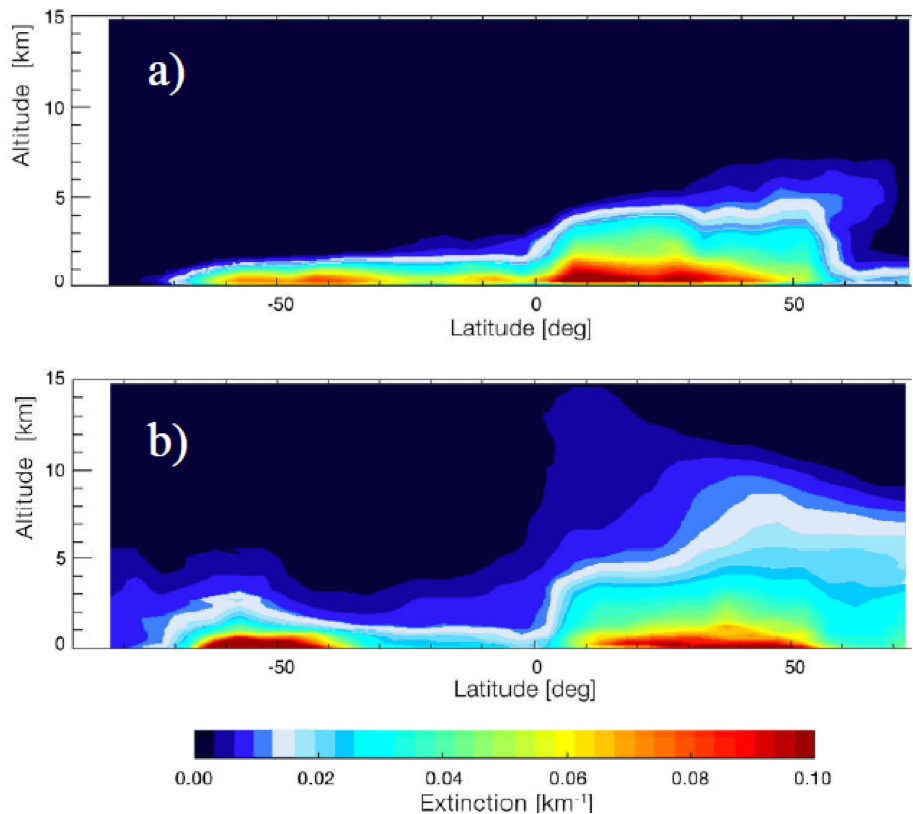 15
a)
10
Altitude [km]
5
0
-50
0
50
Latitude [deg]
15
b)
10
Altitude [km]
5
0
-50
0
50
Latitude [deg]
0.00
0.02
0.04
0.06
0.08
0.10
Extinction [km⁻¹]